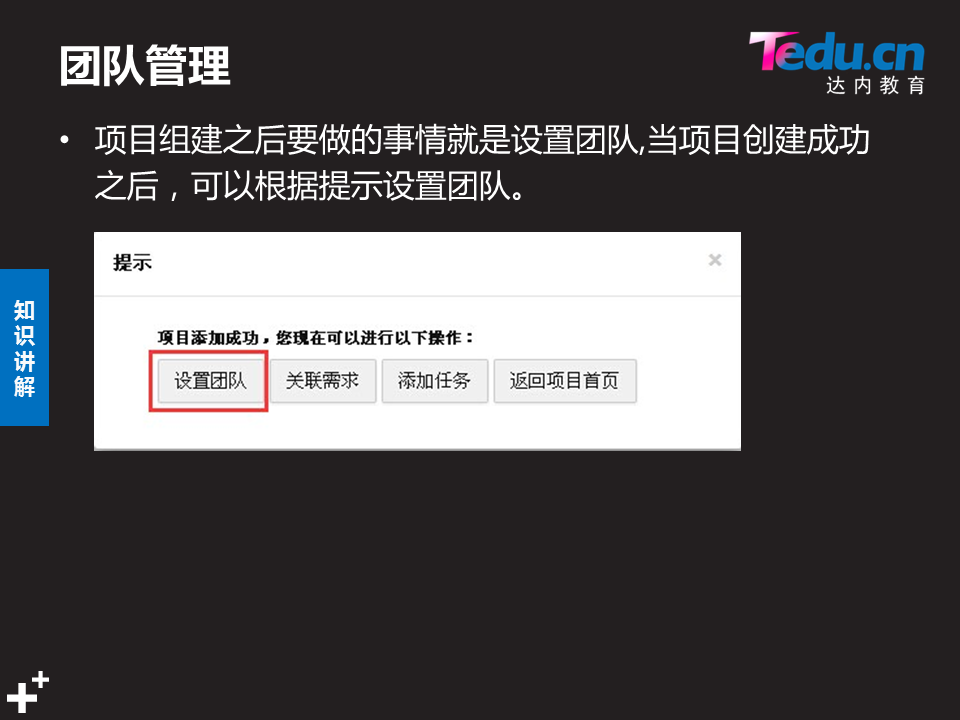 团队管理
Tedu.cn
达内教育
• 项目组建之后要做的事情就是设置团队,当项目创建成功
之后，可以根据提示设置团队。
知识讲解
提示 ×
项目添加成功，您现在可以进行以下操作：
设置团队 关联需求 添加任务 返回项目首页